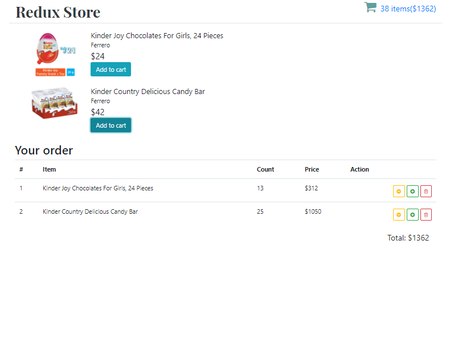 Redux Store
38 items($1362)
Kinder Joy Chocolates For Girls, 24 Pieces
Ferrero
$24
Add to cart
Kinder Country Delicious Candy Bar
Ferrero
$42
Add to cart
Your order
# Item Count Price Action
1 Kinder Joy Chocolates For Girls, 24 Pieces 13 $312
2 Kinder Country Delicious Candy Bar 25 $1050
Total: $1362